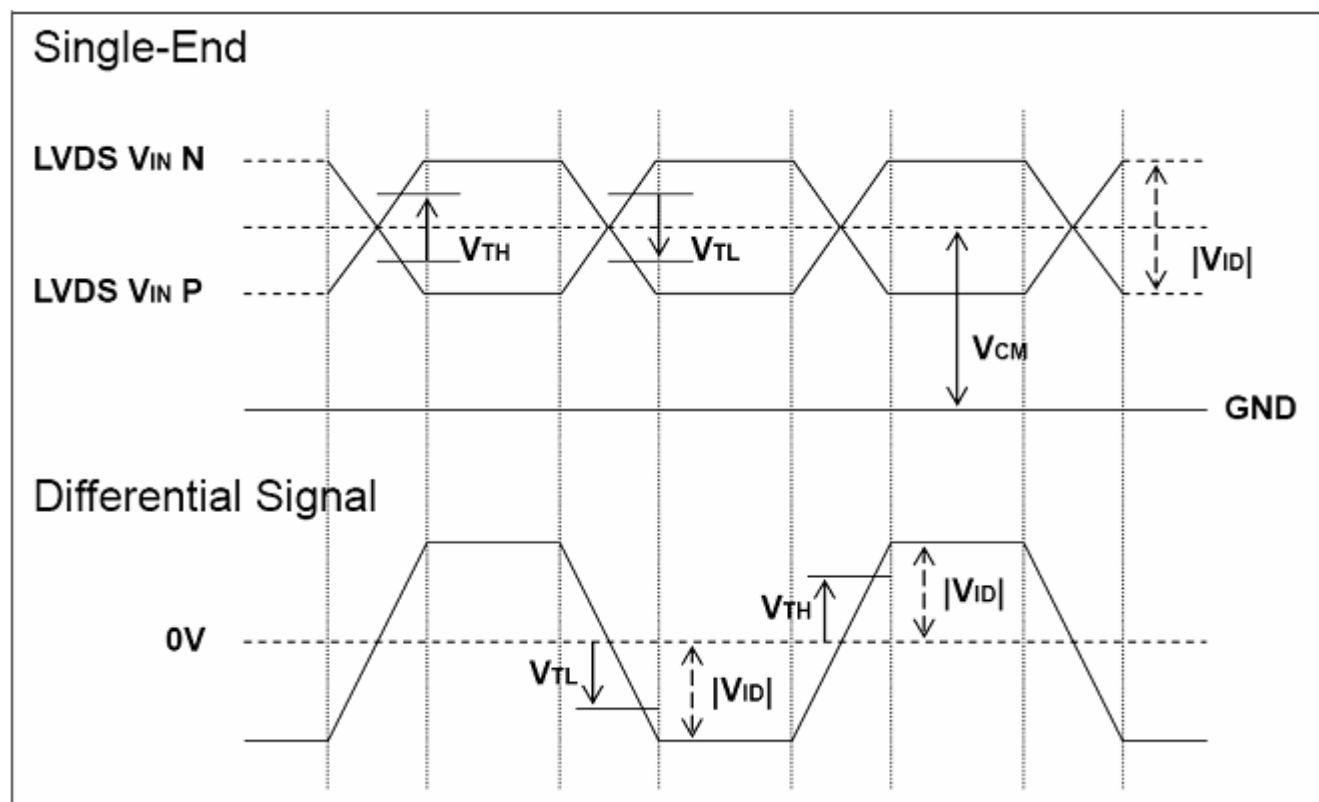 Single-End
LVDS VIN N
VTH
VTL
|VID|
LVDS VIN P
VCM
GND
Differential Signal
VTH
|VID|
0V
VTL
|VID|